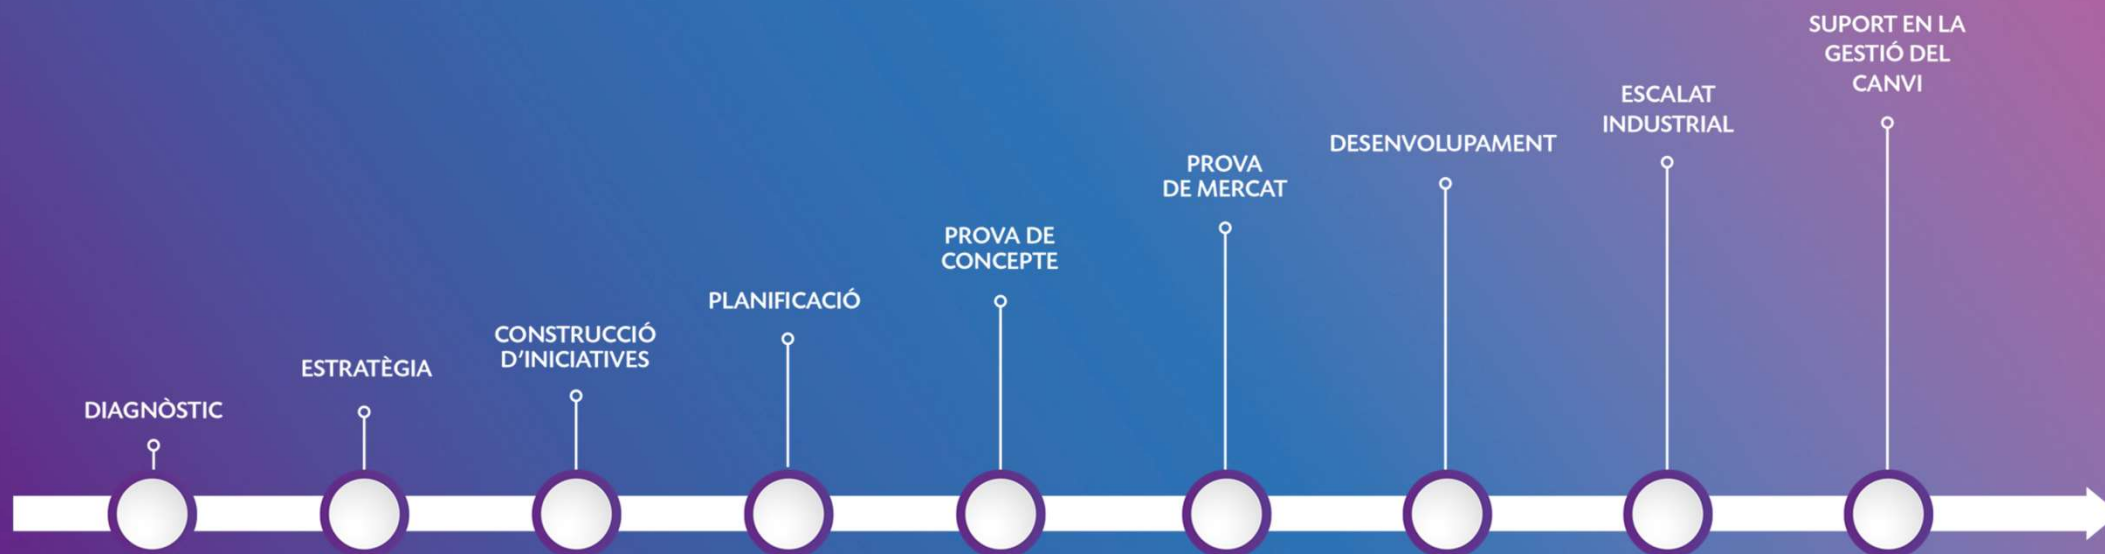 DIAGNÒSTIC
ESTRATÈGIA
CONSTRUCCIÓ
D'INICIATIVES
PLANIFICACIÓ
PROVA DE
CONCEPTE
PROVA
DE MERCAT
DESENVOLUPAMENT
ESCALAT
INDUSTRIAL
SUPORT EN LA
GESTIÓ DEL
CANVI